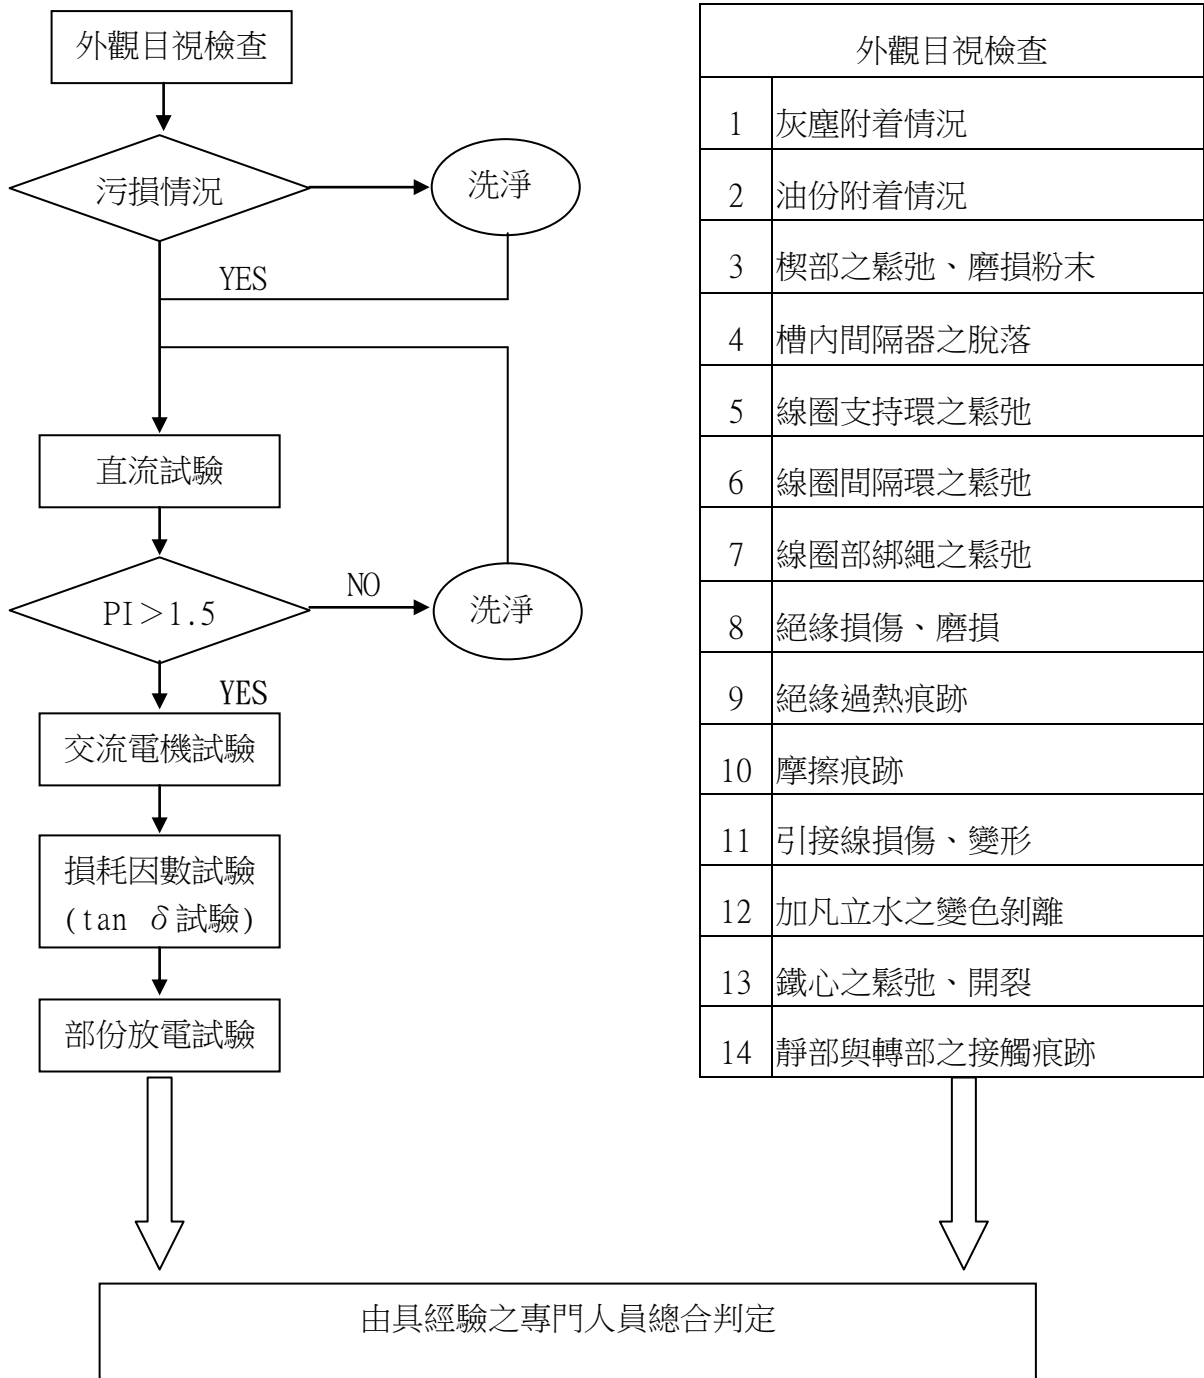 外觀目視檢查
污損情況
洗淨
YES
直流試驗
PI＞1.5
NO
洗淨
YES
交流電機試驗
損耗因數試驗
(tan δ試驗)
部份放電試驗
外觀目視檢查
1 灰塵附着情況
2 油份附着情況
3 楔部之鬆弛、磨損粉末
4 槽內間隔器之脫落
5 線圈支持環之鬆弛
6 線圈間隔環之鬆弛
7 線圈部綁繩之鬆弛
8 絕緣損傷、磨損
9 絕緣過熱痕跡
10 摩擦痕跡
11 引接線損傷、變形
12 加凡立水之變色剝離
13 鐵心之鬆弛、開裂
14 靜部與轉部之接觸痕跡
由具經驗之專門人員總合判定